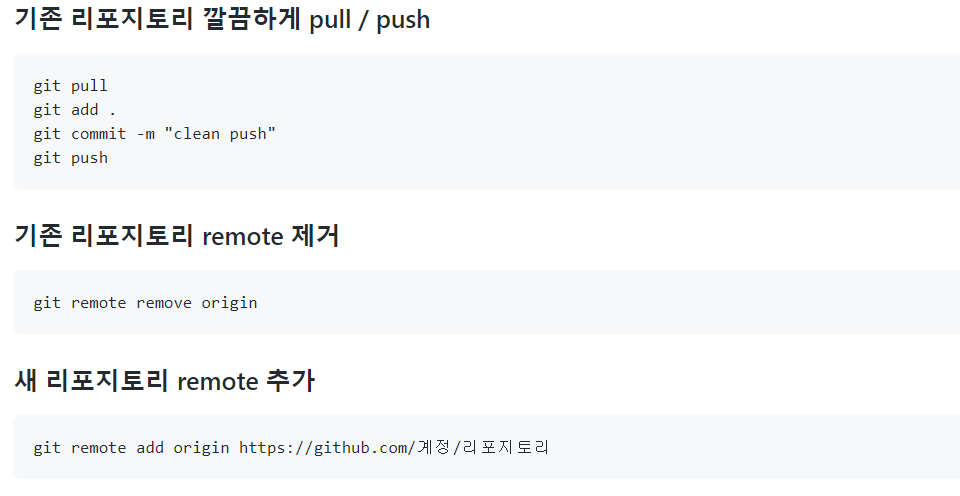 기존 리포지토리 깔끔하게 pull / push
git pull
git add .
git commit -m "clean push"
git push
기존 리포지토리 remote 제거
git remote remove origin
새 리포지토리 remote 추가
git remote add origin https://github.com/계정/리포지토리